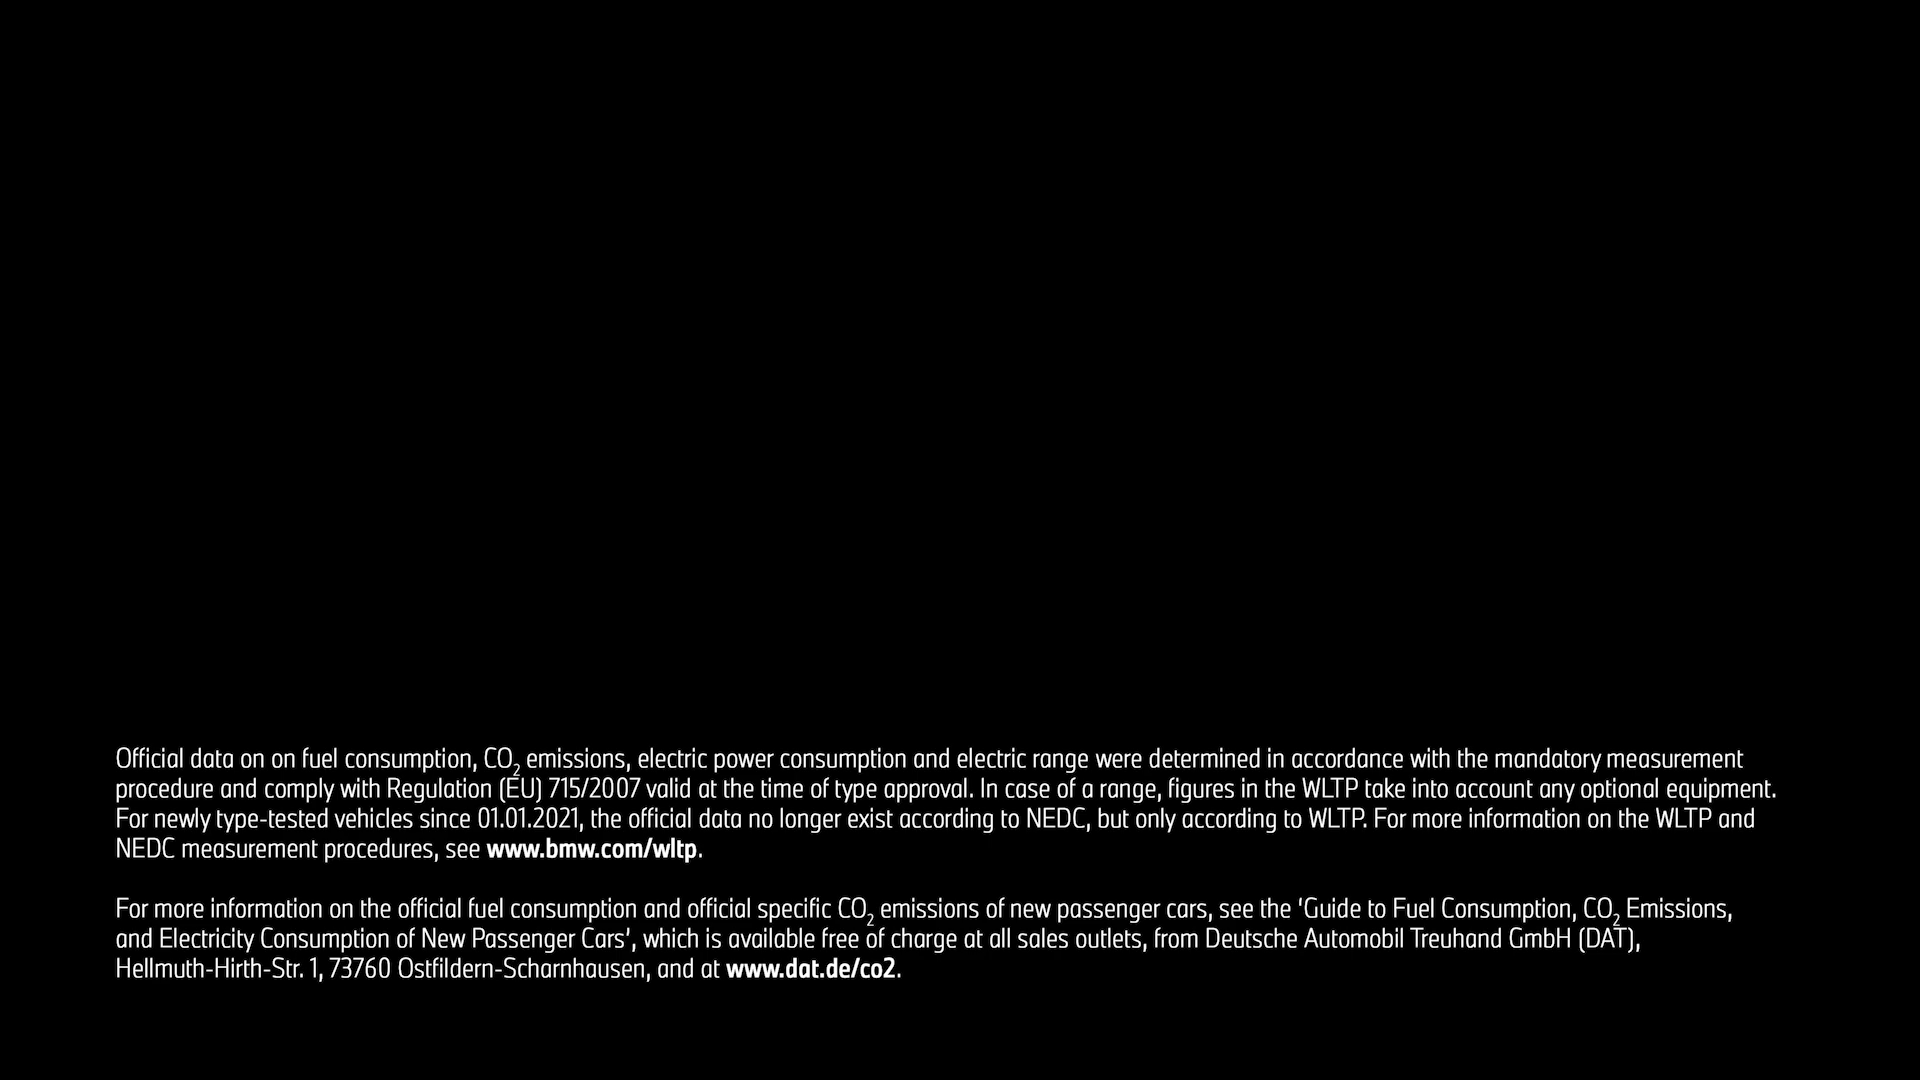 Official data on on fuel consumption, CO₂ emissions, electric power consumption and electric range were determined in accordance with the mandatory measurement
procedure and comply with Regulation (EU) 715/2007 valid at the time of type approval. In case of a range, figures in the WLTP take into account any optional equipment.
For newly type-tested vehicles since 01.01.2021, the official data no longer exist according to NEDC, but only according to WLTP. For more information on the WLTP and
NEDC measurement procedures, see www.bmw.com/wltp.
For more information on the official fuel consumption and official specific CO₂ emissions of new passenger cars, see the ‘Guide to Fuel Consumption, CO₂ Emissions,
and Electricity Consumption of New Passenger Cars’, which is available free of charge at all sales outlets, from Deutsche Automobil Treuhand GmbH (DAT),
Hellmuth-Hirth-Str. 1, 73760 Ostfildern-Scharnhausen, and at www.dat.de/co2.